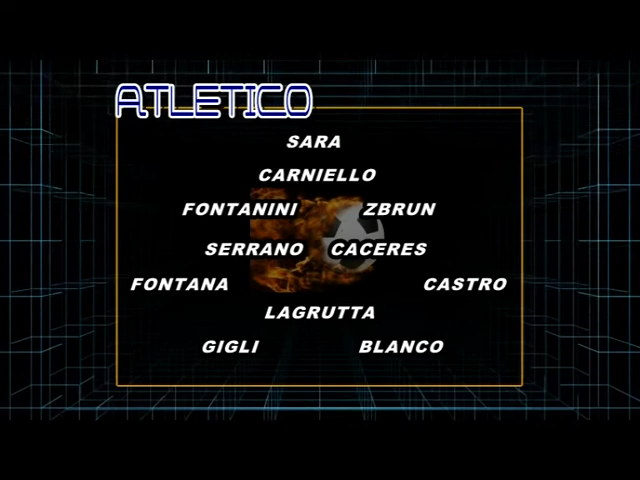 ATLETICO
SARA
CARNIELLO
FONTANINI ZBRUN
SERRANO CACERES
FONTANA CASTRO
LAGRUTTA
GIGLI BLANCO